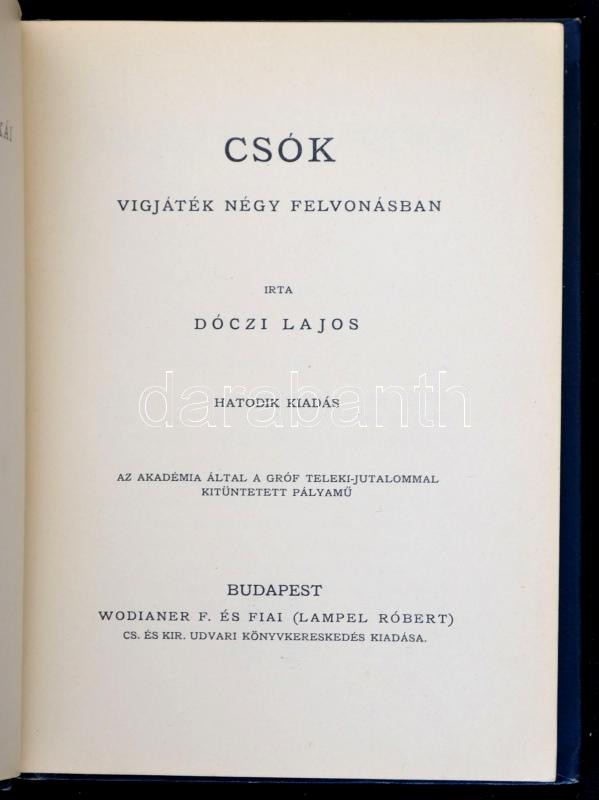 KÁI
CSÓK
VIGJÁTÉK NÉGY FELVONÁSBAN
IRTA
DÓCZI LAJOS
HATODIK KIADÁS
darabanth
AZ AKADÉMIA ÁLTAL A GRÓF TELEKI-JUTALOMMAL
KITÜNTETETT PÁLYAMŰ
BUDAPEST
WODIANER F. ÉS FIAI (LAMPEL RÓBERT)
CS. ÉS KIR. UDVARI KÖNYVKERESKEDÉS KIADÁSA.